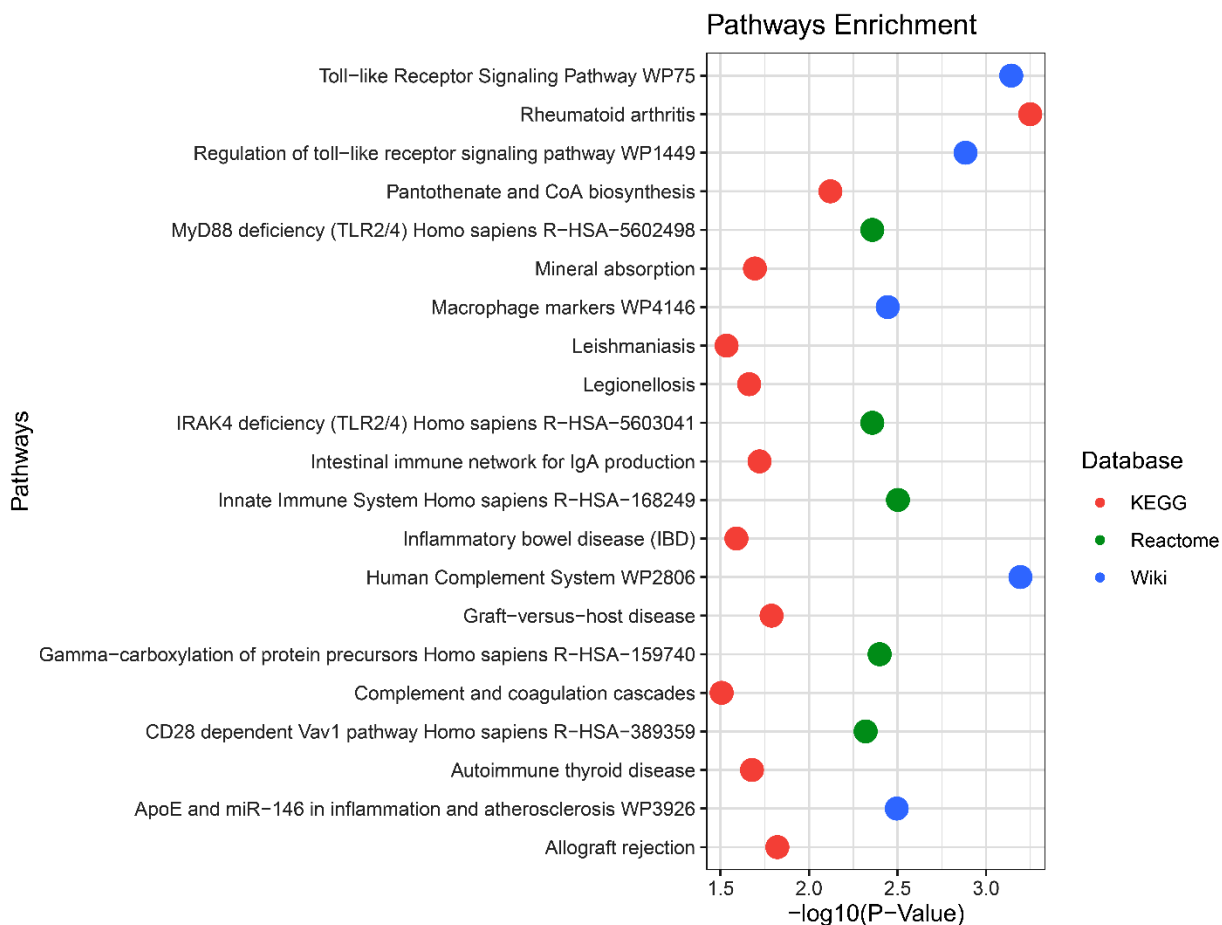 Pathways Enrichment
Toll−like Receptor Signaling Pathway WP75
Rheumatoid arthritis
Regulation of toll−like receptor signaling pathway WP1449
Pantothenate and CoA biosynthesis
MyD88 deficiency (TLR2/4) Homo sapiens R−HSA−5602498
Mineral absorption
Macrophage markers WP4146
Leishmaniasis
Legionellosis
IRAK4 deficiency (TLR2/4) Homo sapiens R−HSA−5603041
Intestinal immune network for IgA production
Innate Immune System Homo sapiens R−HSA−168249
Inflammatory bowel disease (IBD)
Human Complement System WP2806
Graft−versus−host disease
Gamma−carboxylation of protein precursors Homo sapiens R−HSA−159740
Complement and coagulation cascades
CD28 dependent Vav1 pathway Homo sapiens R−HSA−389359
Autoimmune thyroid disease
ApoE and miR−146 in inflammation and atherosclerosis WP3926
Allograft rejection
Pathways
1.5 2.0 2.5 3.0
−log10(P−Value)
Database
KEGG
Reactome
Wiki